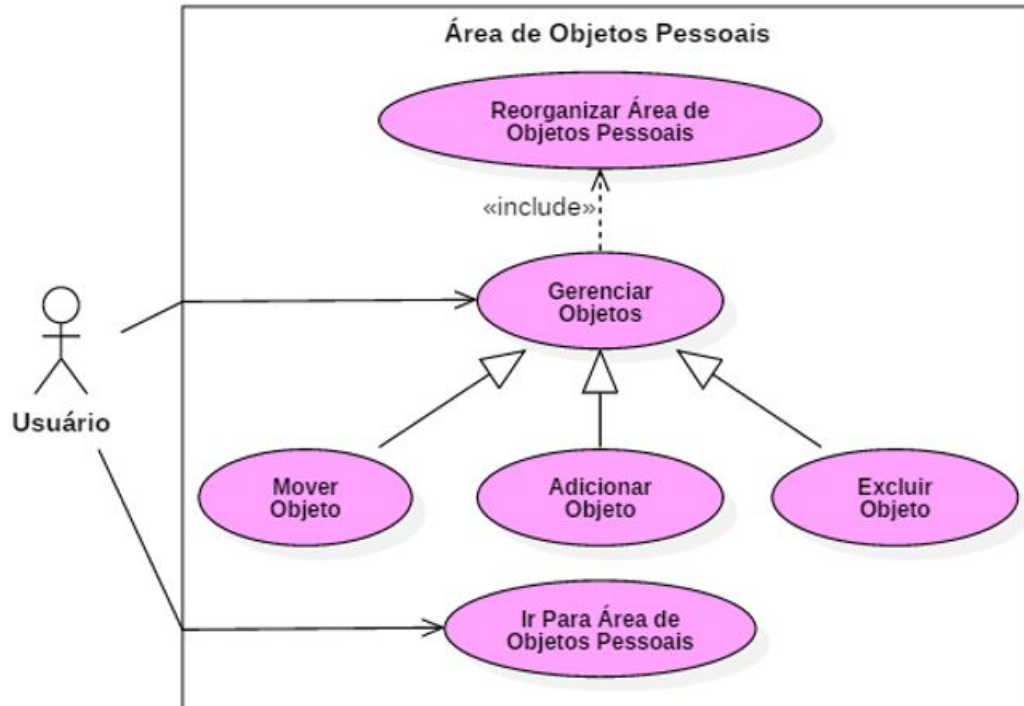 Área de Objetos Pessoais
Reorganizar Área de
Objetos Pessoais
«include»
Gerenciar
Objetos
Usuário
Mover
Objeto
Adicionar
Objeto
Excluir
Objeto
Ir Para Área de
Objetos Pessoais